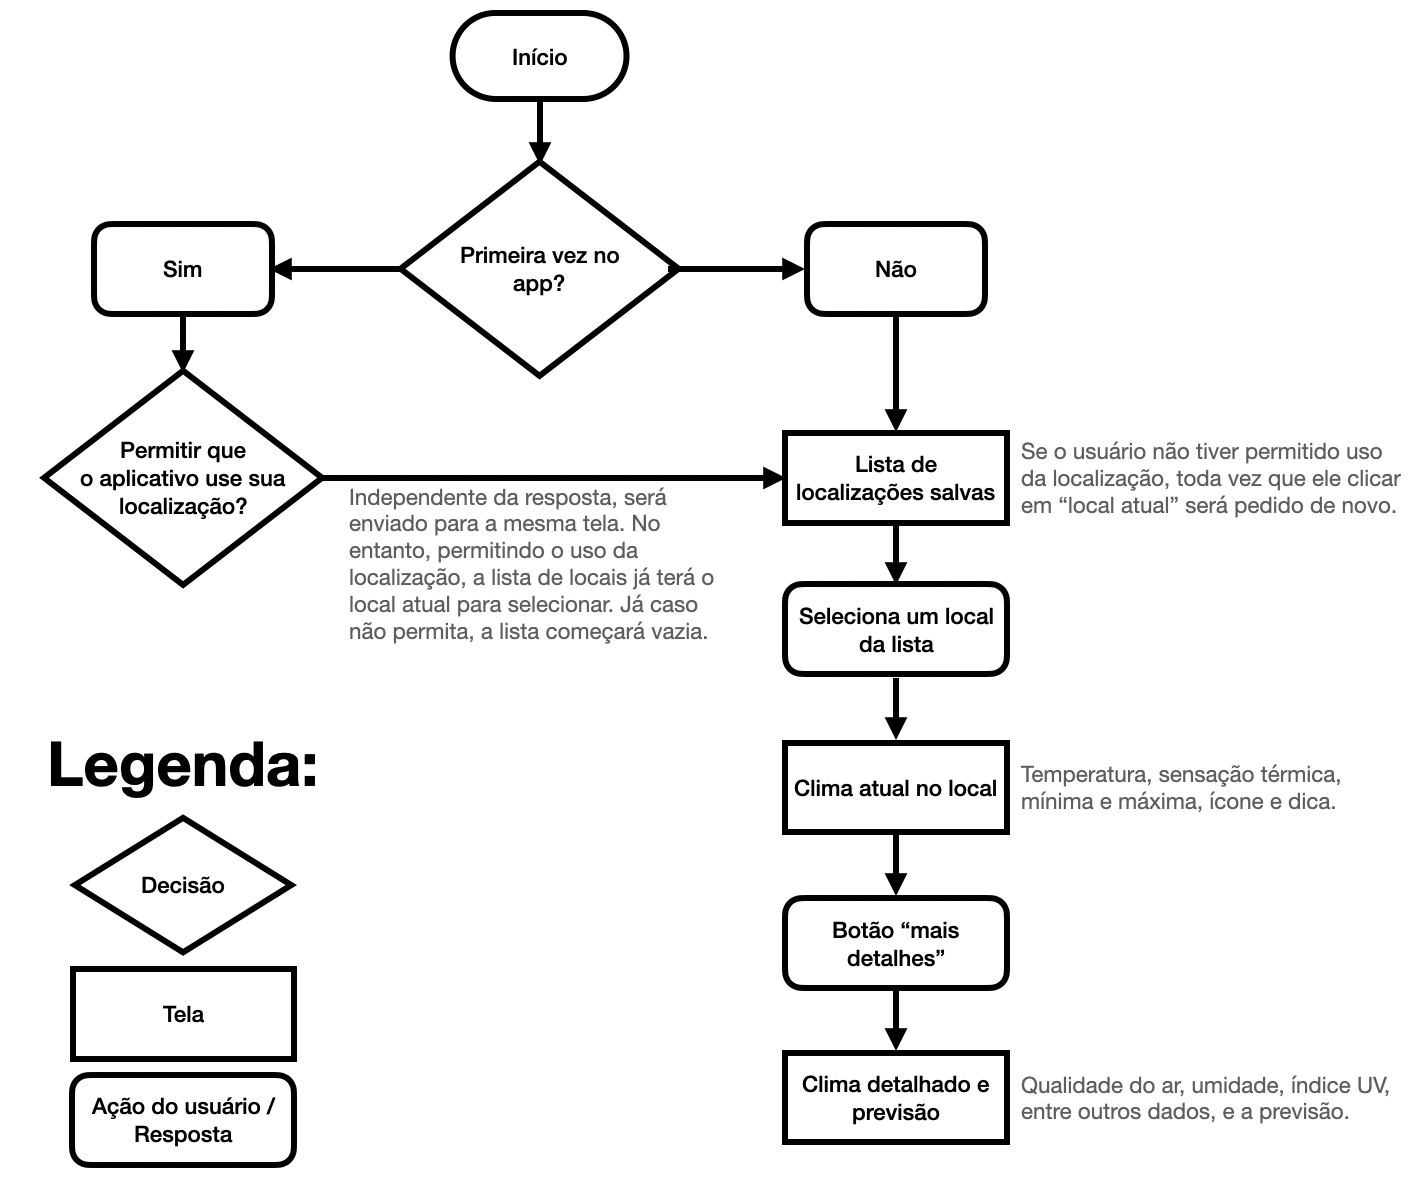 Início
Primeira vez no
app?
Sim
Não
Permitir que
o aplicativo use sua
localização?
Independente da resposta, será
enviado para a mesma tela. No
entanto, permitindo o uso da
localização, a lista de locais já terá o
local atual para selecionar. Já caso
não permita, a lista começará vazia.
Lista de
localizações salvas
Se o usuário não tiver permitido uso
da localização, toda vez que ele clicar
em “local atual” será pedido de novo.
Seleciona um local
da lista
Clima atual no local
Temperatura, sensação térmica,
mínima e máxima, ícone e dica.
Botão “mais
detalhes”
Clima detalhado e
previsão
Qualidade do ar, umidade, índice UV,
entre outros dados, e a previsão.
Legenda:
Decisão
Tela
Ação do usuário /
Resposta